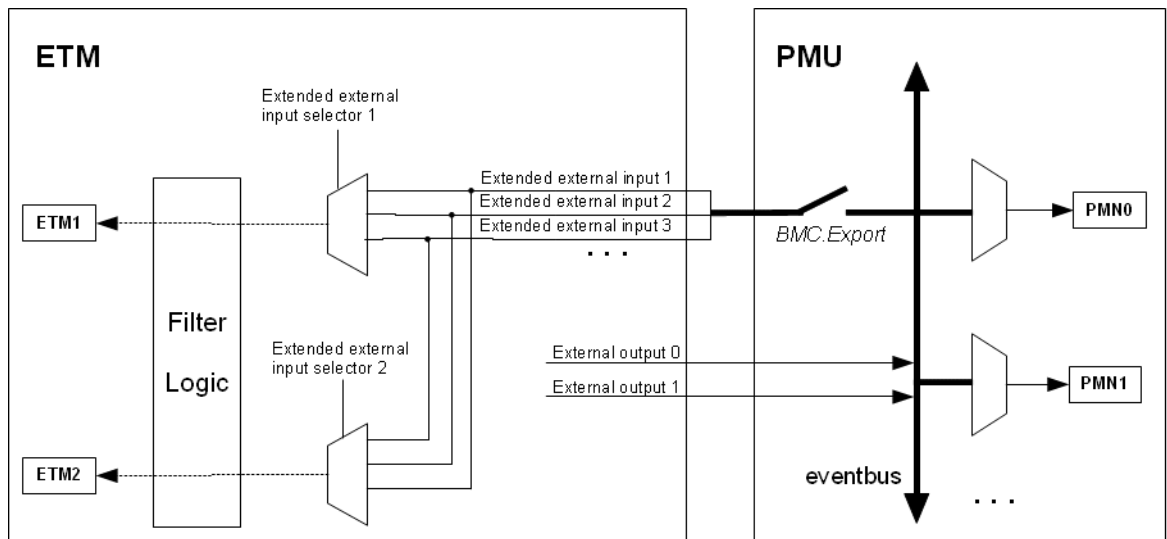 ETM
PMU
Extended external
input selector 1
Extended external input 1
Extended external input 2
Extended external input 3
. . .
BMC.Export
ETM1
PMN0
Filter
Logic
Extended external
input selector 2
External output 0
External output 1
PMN1
ETM2
eventbus
. . .